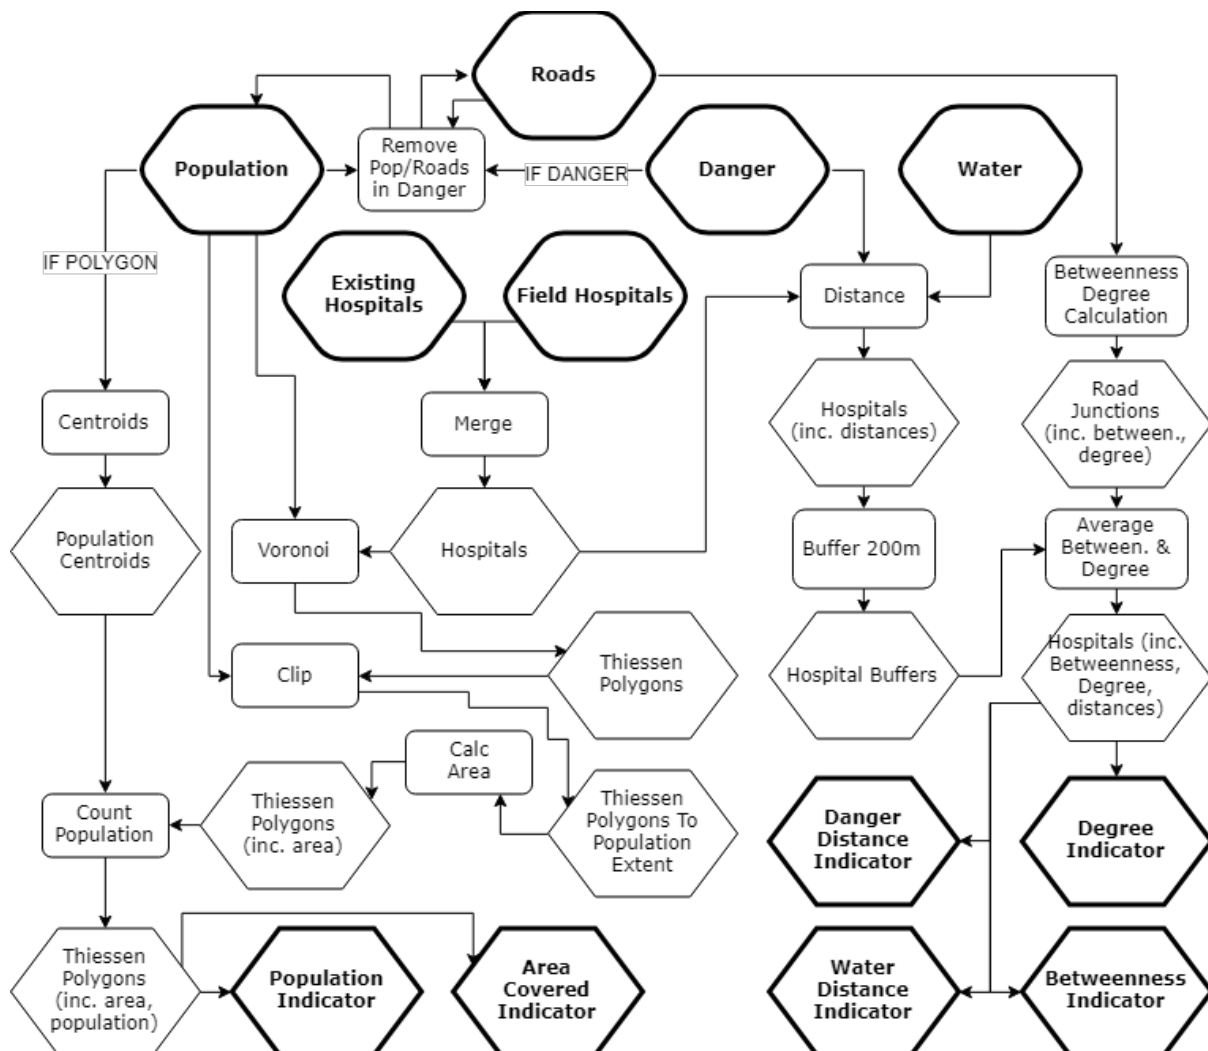 Roads
Population
Remove
Pop/Roads
in Danger
IF DANGER
Danger
Water
IF POLYGON
Existing
Hospitals
Field Hospitals
Distance
Betweenness
Degree
Calculation
Centroids
Merge
Hospitals
(inc. distances)
Road
Junctions
(inc. between.,
degree)
Population
Centroids
Voronoi
Hospitals
Buffer 200m
Average
Between. &
Degree
Clip
Thiessen
Polygons
Hospital Buffers
Hospitals (inc.
Betweenness,
Degree,
distances)
Calc
Area
Count
Population
Thiessen
Polygons
(inc. area)
Thiessen
Polygons To
Population
Extent
Danger
Distance
Indicator
Degree
Indicator
Thiessen
Polygons
(inc. area,
population)
Population
Indicator
Area
Covered
Indicator
Water
Distance
Indicator
Betweenness
Indicator